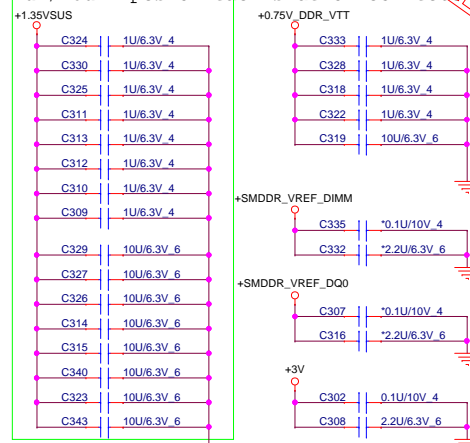 +1.35VSUS
C324 1U/6.3V_4
C330 1U/6.3V_4
C325 1U/6.3V_4
C311 1U/6.3V_4
C313 1U/6.3V_4
C312 1U/6.3V_4
C310 1U/6.3V_4
C309 1U/6.3V_4
C329 10U/6.3V_6
C327 10U/6.3V_6
C326 10U/6.3V_6
C314 10U/6.3V_6
C315 10U/6.3V_6
C340 10U/6.3V_6
C323 10U/6.3V_6
C343 10U/6.3V_6
+0.75V_DDR_VTT
C333 1U/6.3V_4
C328 1U/6.3V_4
C318 1U/6.3V_4
C322 1U/6.3V_4
C319 10U/6.3V_6
+SMDDR_VREF_DIMM
C335 *0.1U/10V_4
C332 *2.2U/6.3V_6
+SMDDR_VREF_DQ0
C307 *0.1U/10V_4
C316 *2.2U/6.3V_6
+3V
C302 0.1U/10V_4
C308 2.2U/6.3V_6